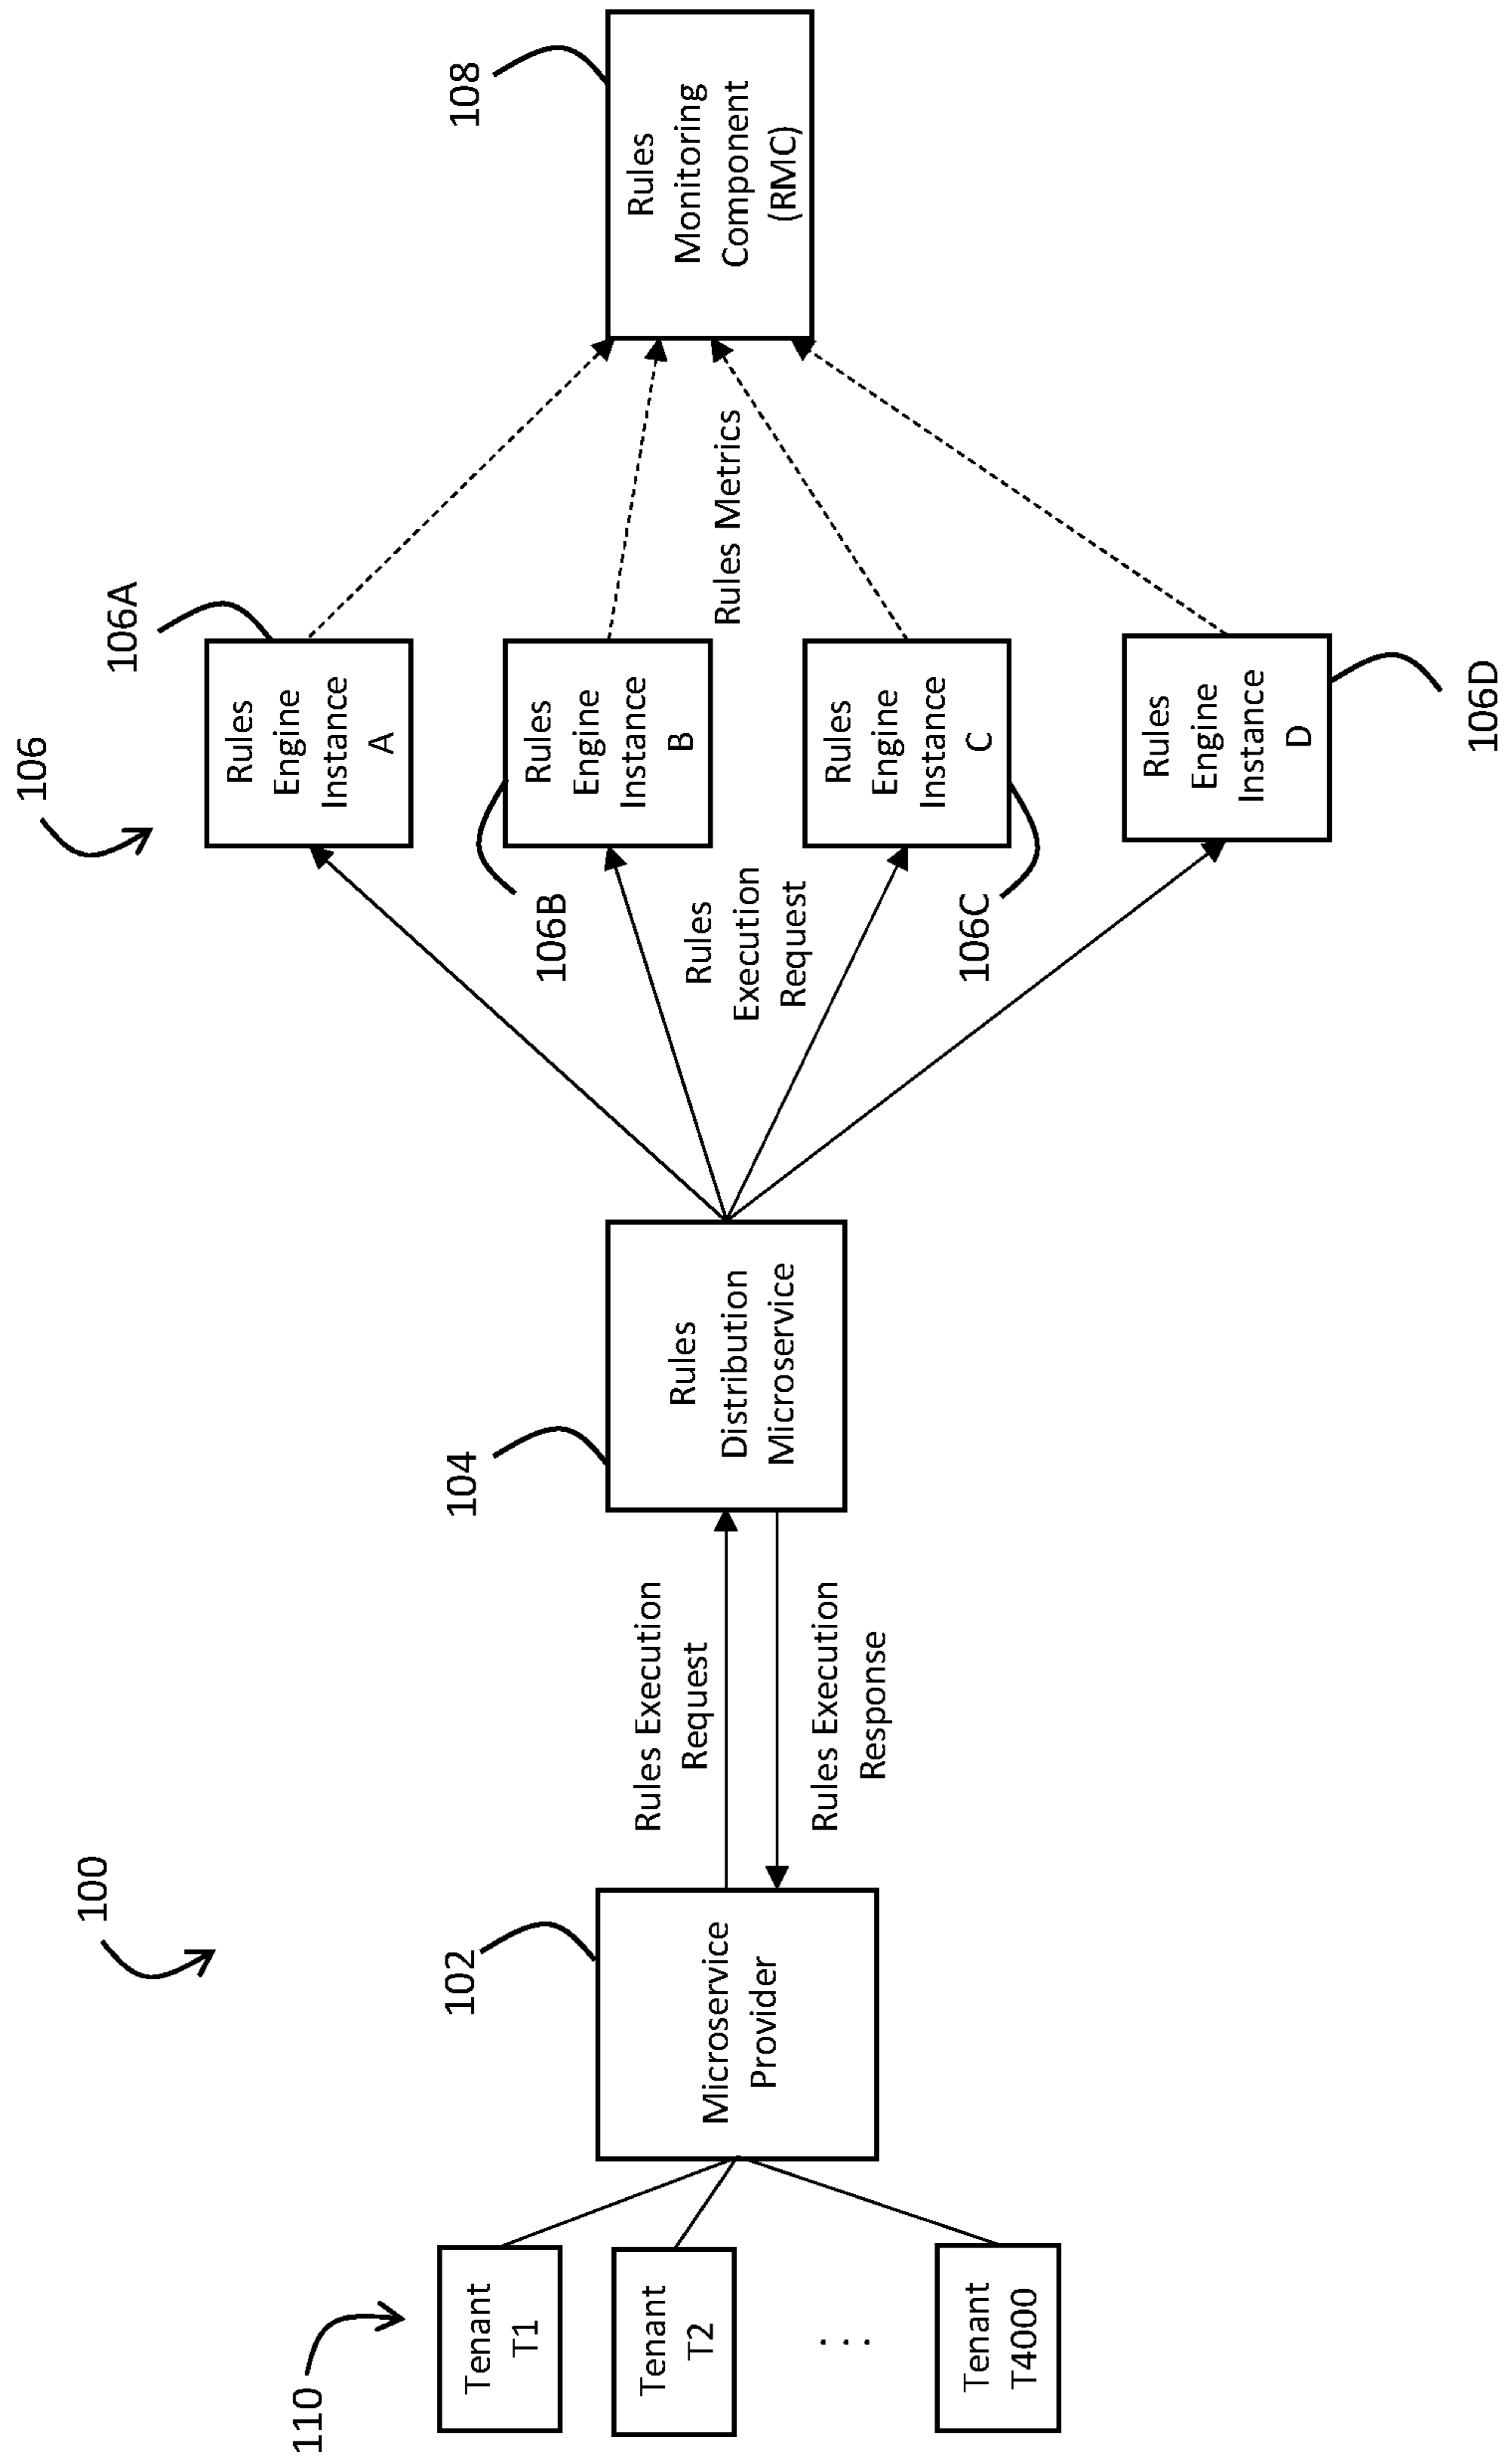 100
110
Tenant
T1
Tenant
T2
. . .
Tenant
T4000
102
Microservice
Provider
Rules Execution
Request
Rules Execution
Response
104
Rules
Distribution
Microservice
Rules
Execution
Request
106
106A
Rules
Engine
Instance
A
106B
Rules
Engine
Instance
B
106C
Rules
Engine
Instance
C
106D
Rules
Engine
Instance
D
Rules Metrics
108
Rules
Monitoring
Component
(RMC)